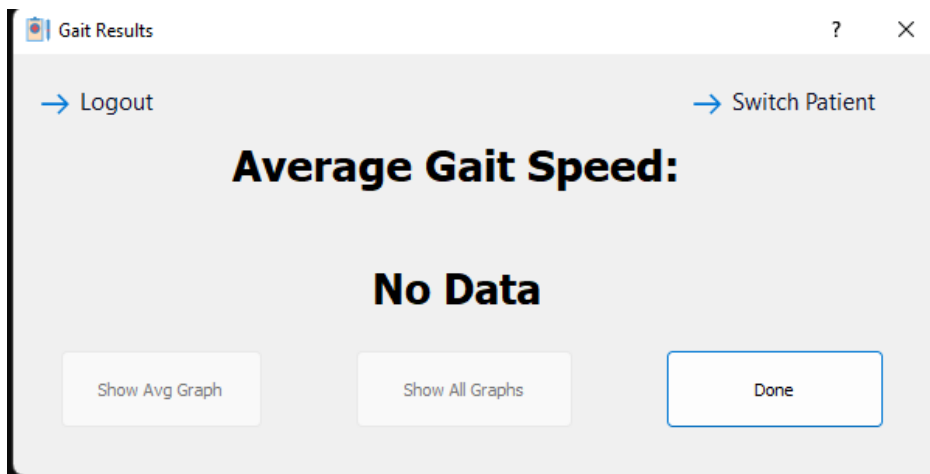 Gait Results
?
Logout
Switch Patient
Average Gait Speed:
No Data
Show Avg Graph
Show All Graphs
Done